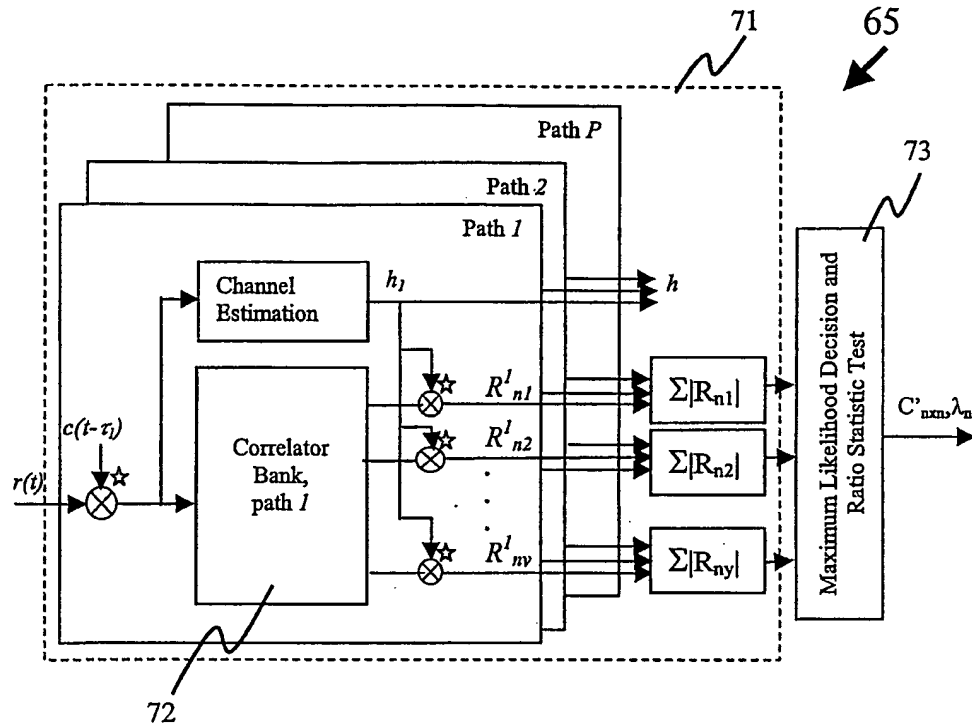 71
65
Path P
Path 2
Path 1
73
Channel
Estimation
h₁
h
c(t-τ₁)
r(t)
Correlator
Bank,
path 1
R¹ₙ₁
R¹ₙ₂
R¹ₙᵥ
Σ|Rₙ₁|
Σ|Rₙ₂|
Σ|Rₙy|
Maximum Likelihood Decision and
Ratio Statistic Test
C'ₙₓₙ,λₙ
72